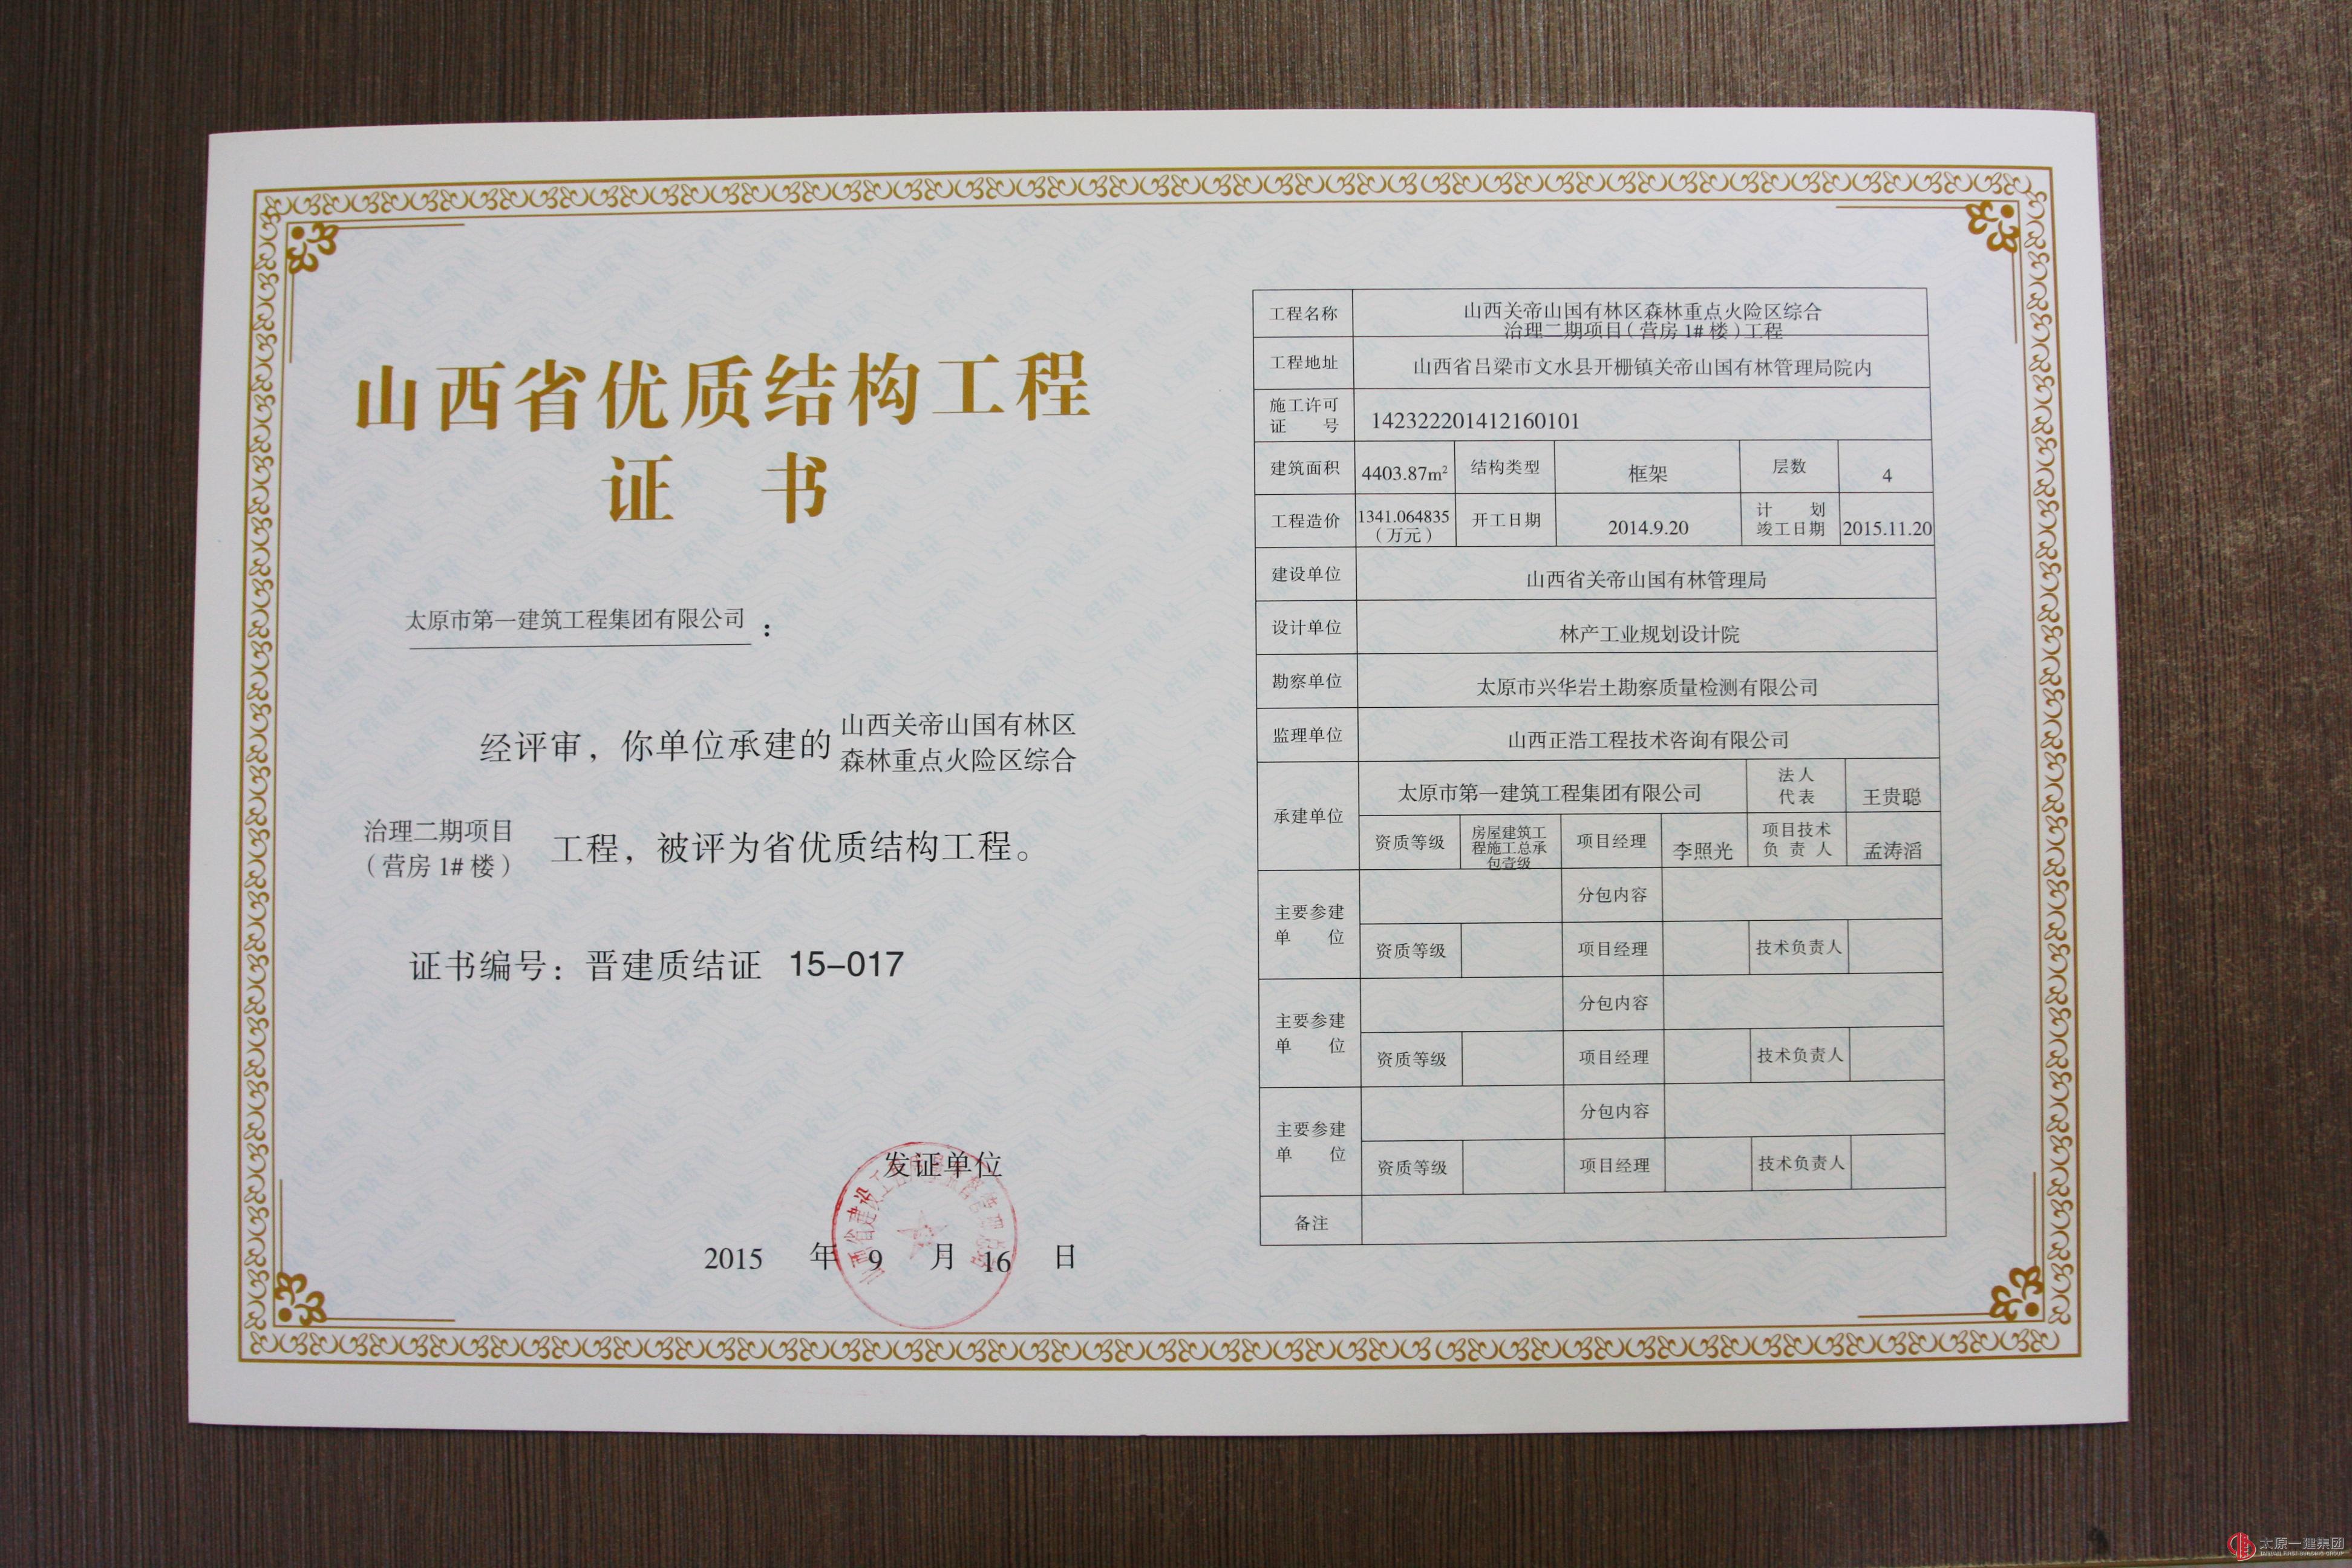 山西省优质结构工程
证 书
太原市第一建筑工程集团有限公司：
经评审，你单位承建的 山西关帝山国有林区
森林重点火险区综合
治理二期项目
（营房 1# 楼） 工程，被评为省优质结构工程。
证书编号：晋建质结证 15-017
发证单位
2015 年 9 月 16 日
工程名称 山西关帝山国有林区森林重点火险区综合
治理二期项目（营房 1# 楼）工程
工程地址 山西省吕梁市文水县开栅镇关帝山国有林管理局院内
施工许可
证 号 142322201412160101
建筑面积 4403.87m² 结构类型 框架 层数 4
工程造价 1341.064835
（万元） 开工日期 2014.9.20 计 划
竣工日期 2015.11.20
建设单位 山西省关帝山国有林管理局
设计单位 林产工业规划设计院
勘察单位 太原市兴华岩土勘察质量检测有限公司
监理单位 山西正浩工程技术咨询有限公司
承建单位 太原市第一建筑工程集团有限公司 法人
代表 王贵聪
资质等级 房屋建筑工
程施工总承
包壹级 项目经理 李照光 项目技术
负 责 人 孟涛滔
主要参建
单 位 分包内容
资质等级 项目经理 技术负责人
主要参建
单 位 分包内容
资质等级 项目经理 技术负责人
主要参建
单 位 分包内容
资质等级 项目经理 技术负责人
备注
太原一建集团